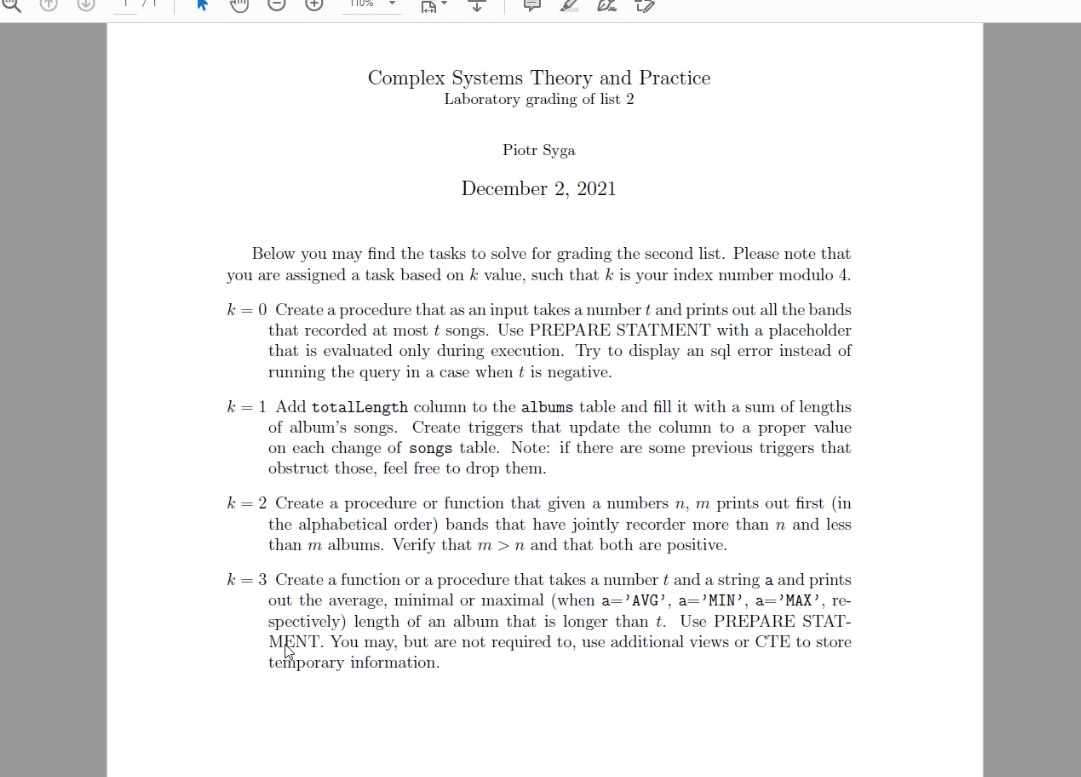 1 / 1
110%
Complex Systems Theory and Practice
Laboratory grading of list 2
Piotr Syga
December 2, 2021
Below you may find the tasks to solve for grading the second list. Please note that
you are assigned a task based on k value, such that k is your index number modulo 4.
k = 0 Create a procedure that as an input takes a number t and prints out all the bands
that recorded at most t songs. Use PREPARE STATMENT with a placeholder
that is evaluated only during execution. Try to display an sql error instead of
running the query in a case when t is negative.
k = 1 Add totalLength column to the albums table and fill it with a sum of lengths
of album's songs. Create triggers that update the column to a proper value
on each change of songs table. Note: if there are some previous triggers that
obstruct those, feel free to drop them.
k = 2 Create a procedure or function that given a numbers n, m prints out first (in
the alphabetical order) bands that have jointly recorder more than n and less
than m albums. Verify that m > n and that both are positive.
k = 3 Create a function or a procedure that takes a number t and a string a and prints
out the average, minimal or maximal (when a='AVG', a='MIN', a='MAX', re-
spectively) length of an album that is longer than t. Use PREPARE STAT-
MENT. You may, but are not required to, use additional views or CTE to store
temporary information.